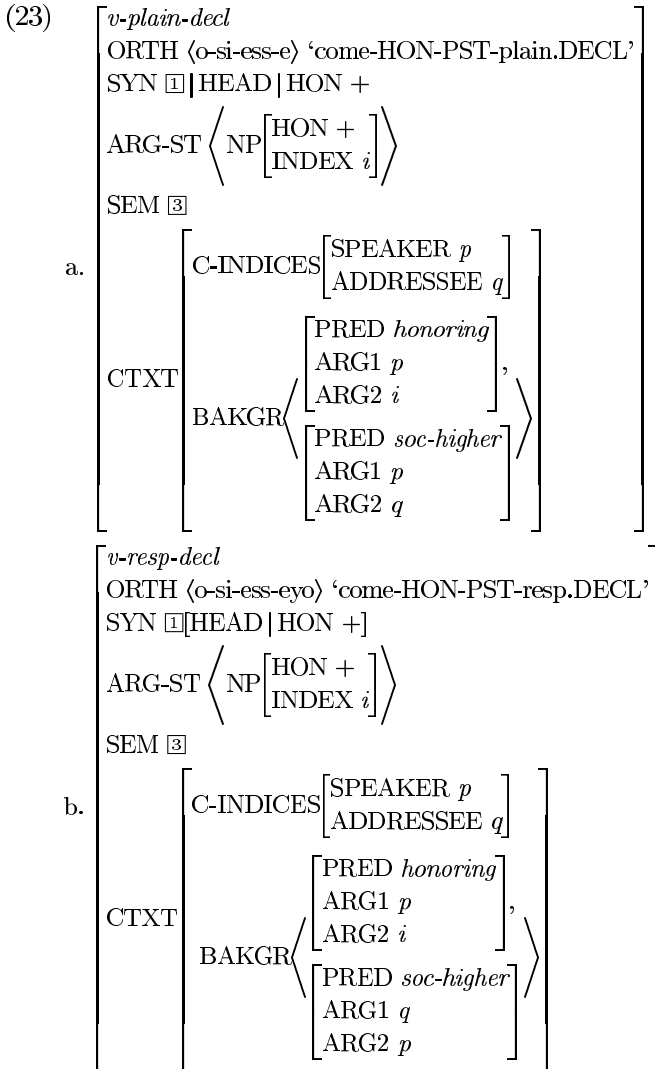 (23)
a.
v-plain-decl
ORTH ⟨o-si-ess-e⟩ ‘come-HON-PST-plain.DECL’
SYN [1]|HEAD|HON +
ARG-ST ⟨NP[HON +
INDEX i]⟩
SEM [3]
CTXT
C-INDICES[SPEAKER p
ADDRESSEE q]
BAKGR⟨
[PRED honoring
ARG1 p
ARG2 i],
[PRED soc-higher
ARG1 p
ARG2 q]⟩
b.
v-resp-decl
ORTH ⟨o-si-ess-eyo⟩ ‘come-HON-PST-resp.DECL’
SYN [1][HEAD|HON +]
ARG-ST ⟨NP[HON +
INDEX i]⟩
SEM [3]
CTXT
C-INDICES[SPEAKER p
ADDRESSEE q]
BAKGR⟨
[PRED honoring
ARG1 p
ARG2 i],
[PRED soc-higher
ARG1 q
ARG2 p]⟩